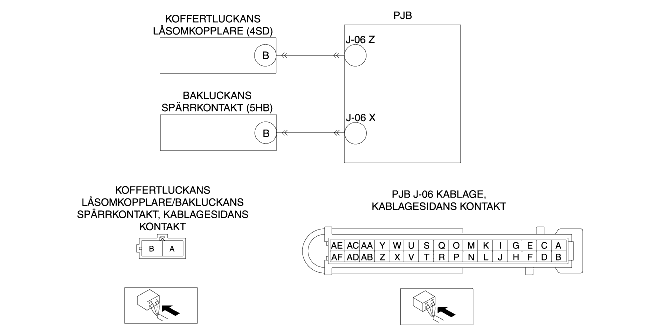 KOFFERTLUCKANS
LÅSOMKOPPLARE (4SD)
B
PJB
J-06 Z
BAKLUCKANS
SPÄRRKONTAKT (5HB)
B
J-06 X
KOFFERTLUCKANS
LÅSOMKOPPLARE/BAKLUCKANS
SPÄRRKONTAKT, KABLAGESIDANS
KONTAKT
B A
PJB J-06 KABLAGE,
KABLAGESIDANS KONTAKT
AE AC AA Y W U S Q O M K I G E C A
AF AD AB Z X V T R P N L J H F D B